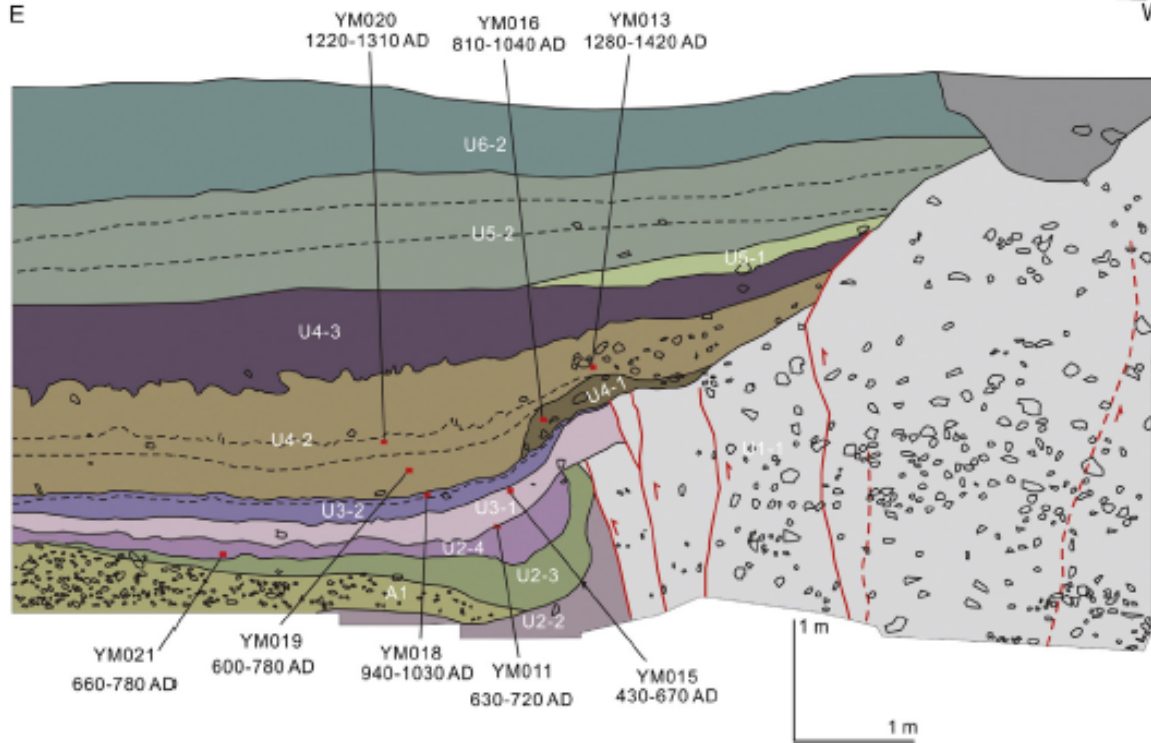 E
W
YM020
1220-1310 AD
YM016
810-1040 AD
YM013
1280-1420 AD
U6-2
U5-2
U5-1
U4-3
U4-1
U4-2
U1-1
U3-2
U3-1
U2-4
U2-3
A1
U2-2
YM021
660-780 AD
YM019
600-780 AD
YM018
940-1030 AD
YM011
630-720 AD
YM015
430-670 AD
1 m
1 m